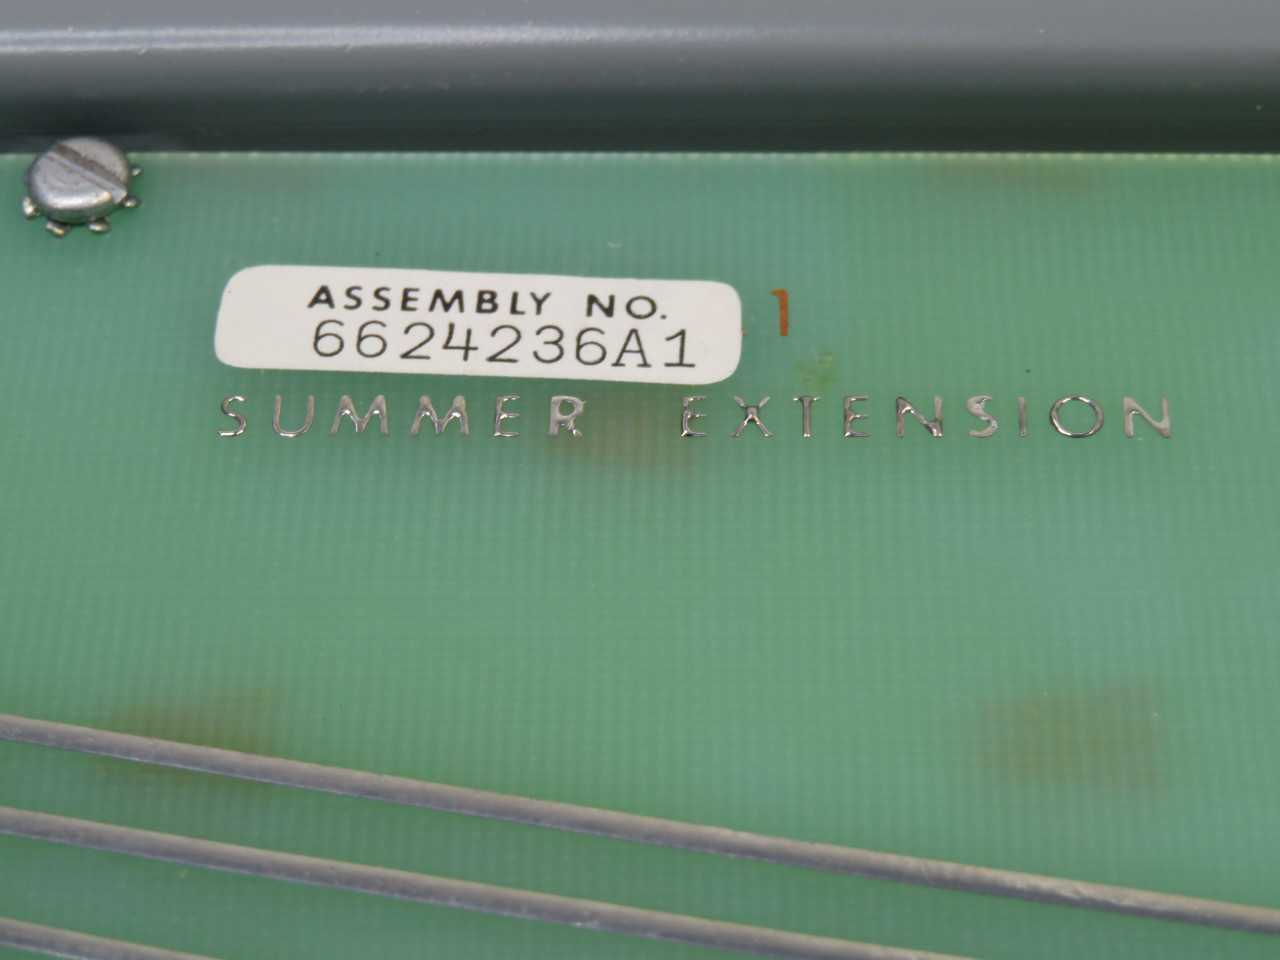 ASSEMBLY NO.
6624236A1
1
SUMMER EXTENSION